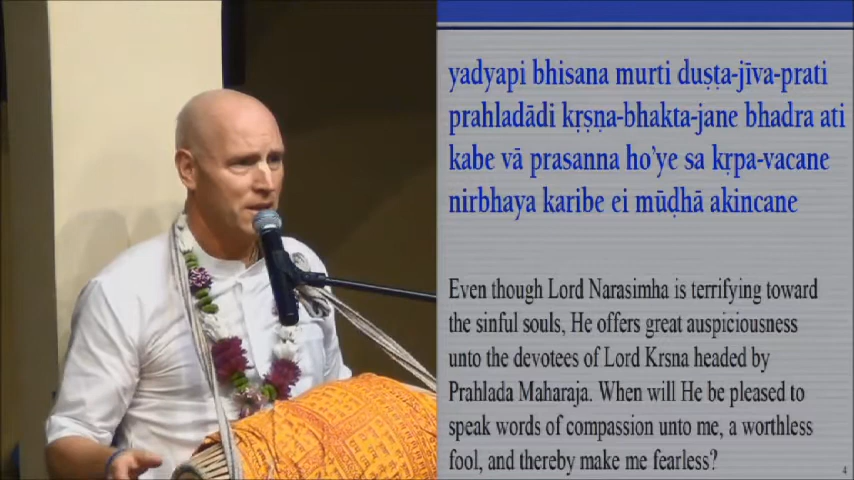 yadyapi bhisana murti duṣṭa-jīva-prati
prahladādi kṛṣṇa-bhakta-jane bhadra ati
kabe vā prasanna ho'ye sa kṛpa-vacane
nirbhaya karibe ei mūḍhā akincane
Even though Lord Narasimha is terrifying toward
the sinful souls, He offers great auspiciousness
unto the devotees of Lord Krsna headed by
Prahlada Maharaja. When will He be pleased to
speak words of compassion unto me, a worthless
fool, and thereby make me fearless?
4